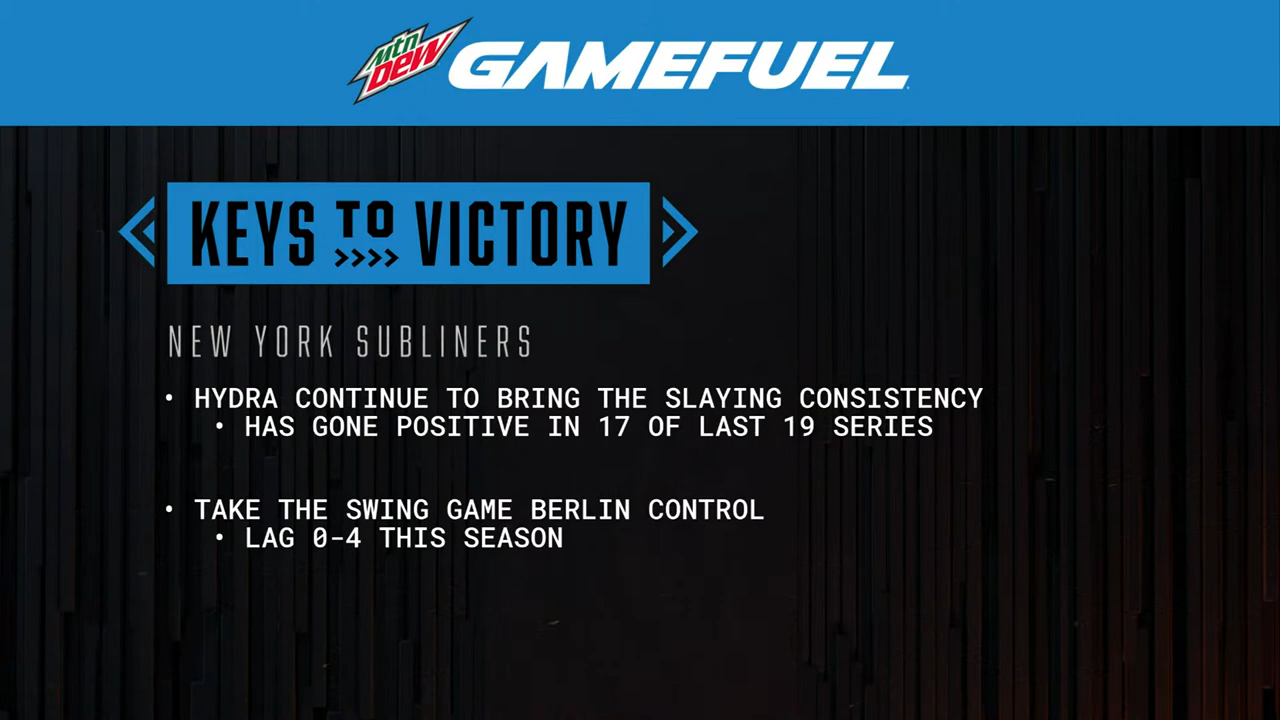 Mtn DEW GAMEFUEL
KEYS TO VICTORY
>>>>
NEW YORK SUBLINERS
• HYDRA CONTINUE TO BRING THE SLAYING CONSISTENCY
• HAS GONE POSITIVE IN 17 OF LAST 19 SERIES
• TAKE THE SWING GAME BERLIN CONTROL
• LAG 0-4 THIS SEASON